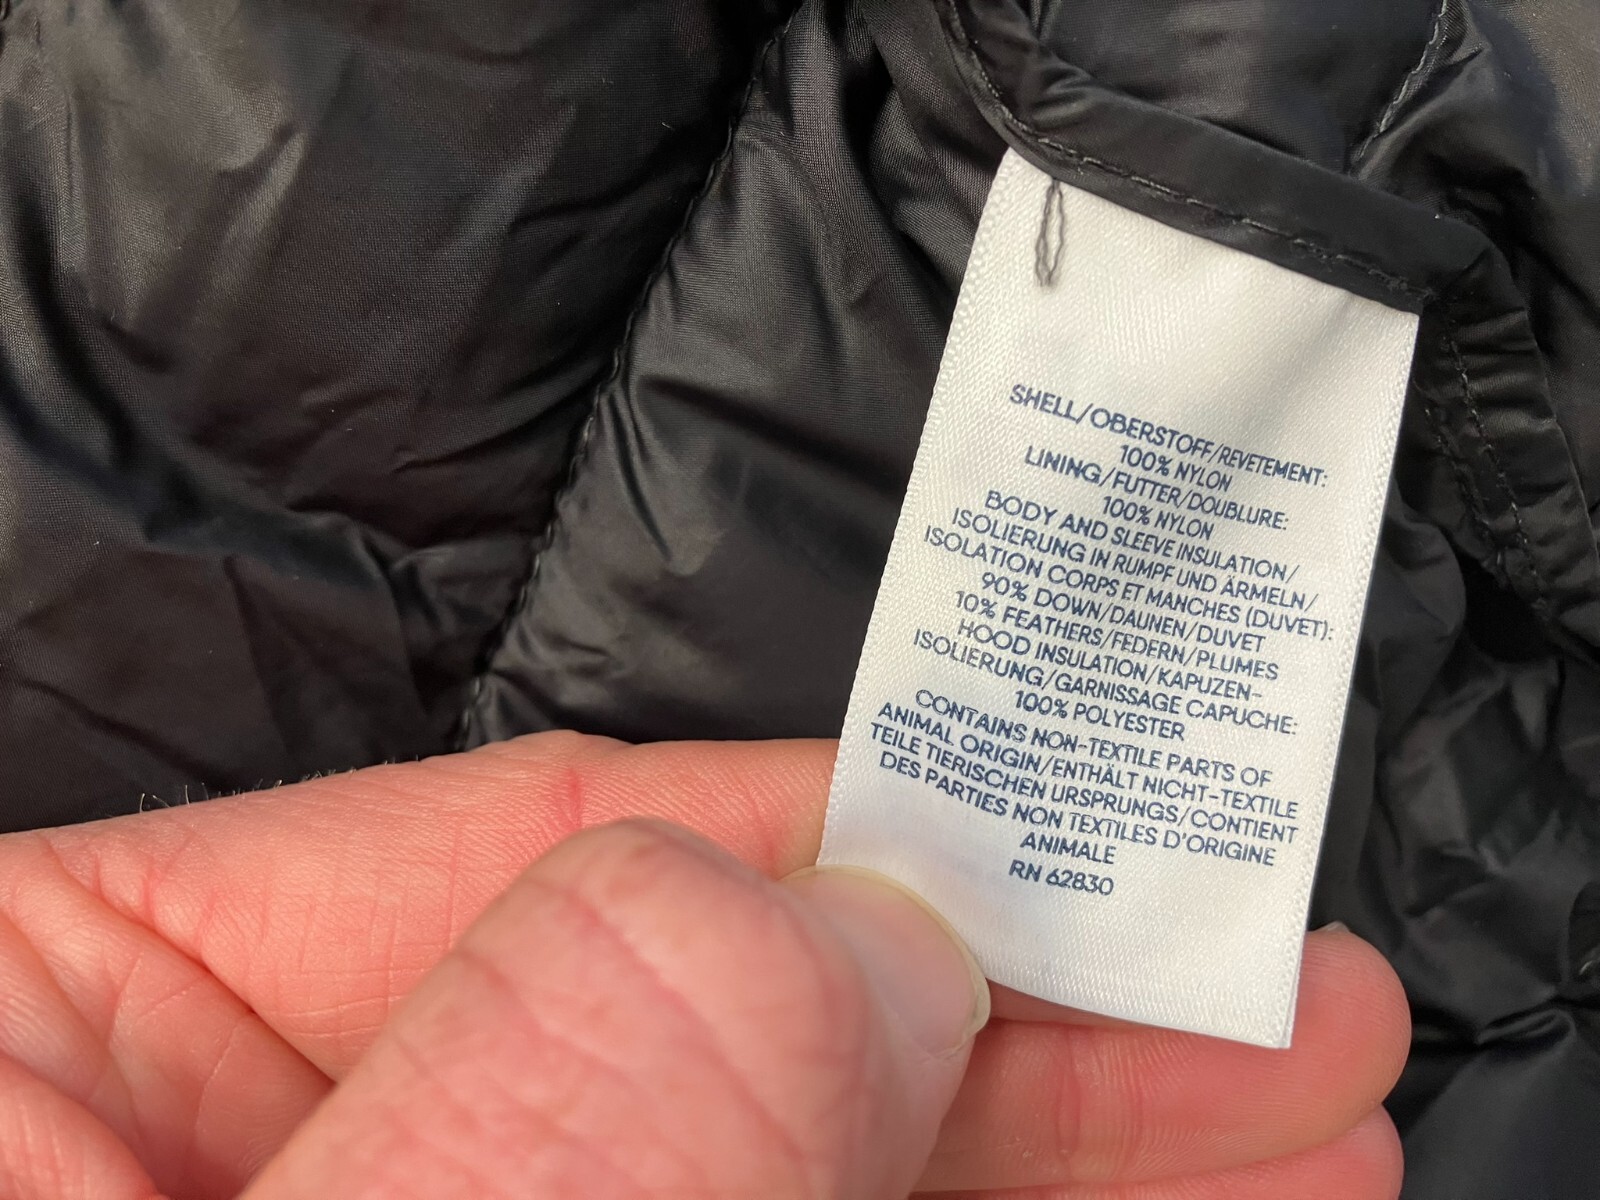 SHELL/OBERSTOFF/REVETEMENT:
100% NYLON
LINING/FUTTER/DOUBLURE:
100% NYLON
BODY AND SLEEVE INSULATION/
ISOLIERUNG IN RUMPF UND ÄRMELN/
ISOLATION CORPS ET MANCHES (DUVET):
90% DOWN/DAUNEN/DUVET
10% FEATHERS/FEDERN/PLUMES
HOOD INSULATION/KAPUZEN-
ISOLIERUNG/GARNISSAGE CAPUCHE:
100% POLYESTER
CONTAINS NON-TEXTILE PARTS OF
ANIMAL ORIGIN/ENTHÄLT NICHT-TEXTILE
TEILE TIERISCHEN URSPRUNGS/CONTIENT
DES PARTIES NON TEXTILES D'ORIGINE
ANIMALE
RN 62830